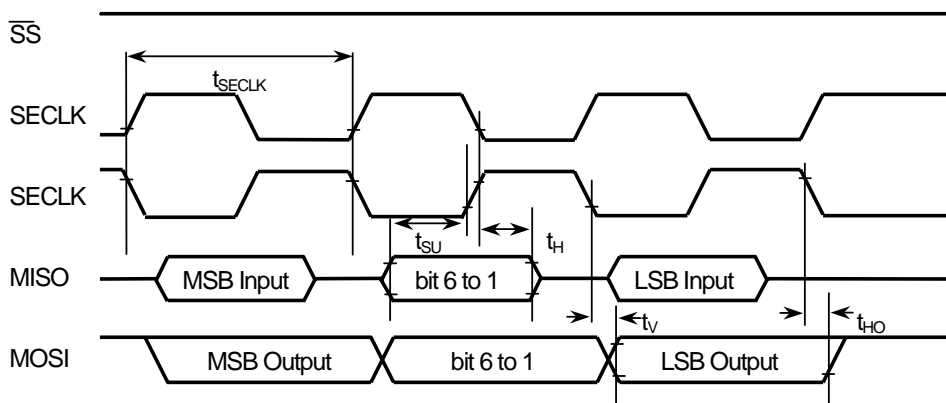 SS
tSECLK
SECLK
SECLK
tSU
tH
MISO
MSB Input
bit 6 to 1
LSB Input
tV
tHO
MOSI
MSB Output
bit 6 to 1
LSB Output